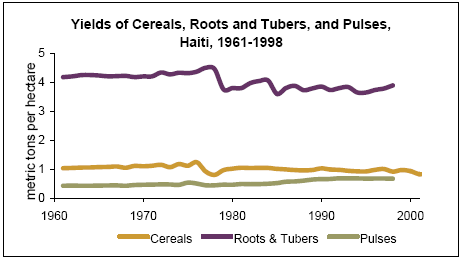 Yields of Cereals, Roots and Tubers, and Pulses,
Haiti, 1961-1998
metric tons per hectare
5
4
3
2
1
0
1960 1970 1980 1990 2000
Cereals Roots & Tubers Pulses